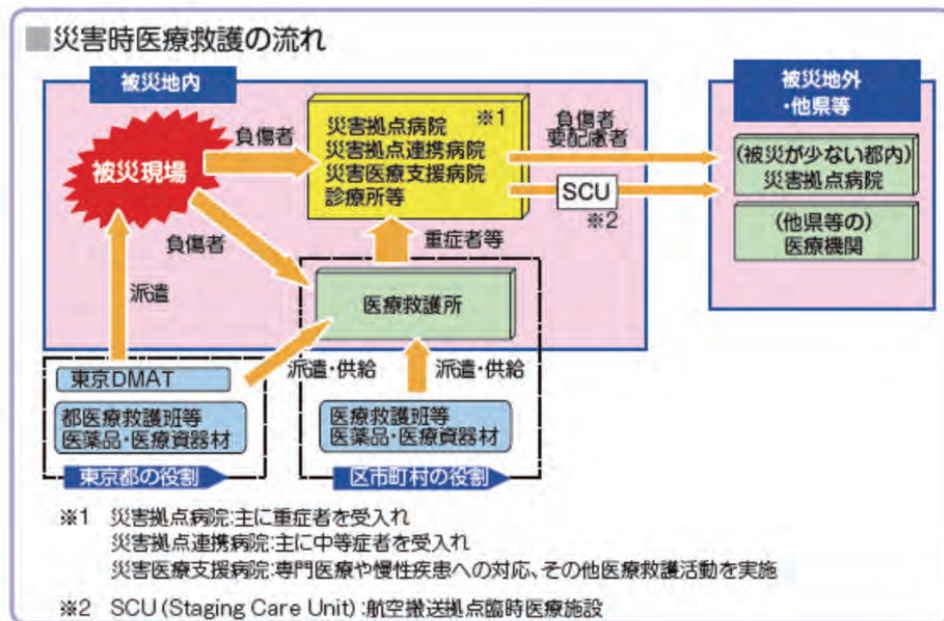 ■災害時医療救護の流れ
被災地内
被災現場
負傷者
災害拠点病院 ※1
災害拠点連携病院
災害医療支援病院
診療所等
負傷者
要配慮者
SCU
※2
被災地外
・他県等
(被災が少ない都内)
災害拠点病院
(他県等の)
医療機関
負傷者
重症者等
派遣
医療救護所
派遣・供給
派遣・供給
東京DMAT
都医療救護班等
医薬品・医療資器材
東京都の役割
医療救護班等
医薬品・医療資器材
区市町村の役割
※1 災害拠点病院:主に重症者を受入れ
災害拠点連携病院:主に中等症者を受入れ
災害医療支援病院:専門医療や慢性疾患への対応、その他医療救護活動を実施
※2 SCU (Staging Care Unit) :航空搬送拠点臨時医療施設